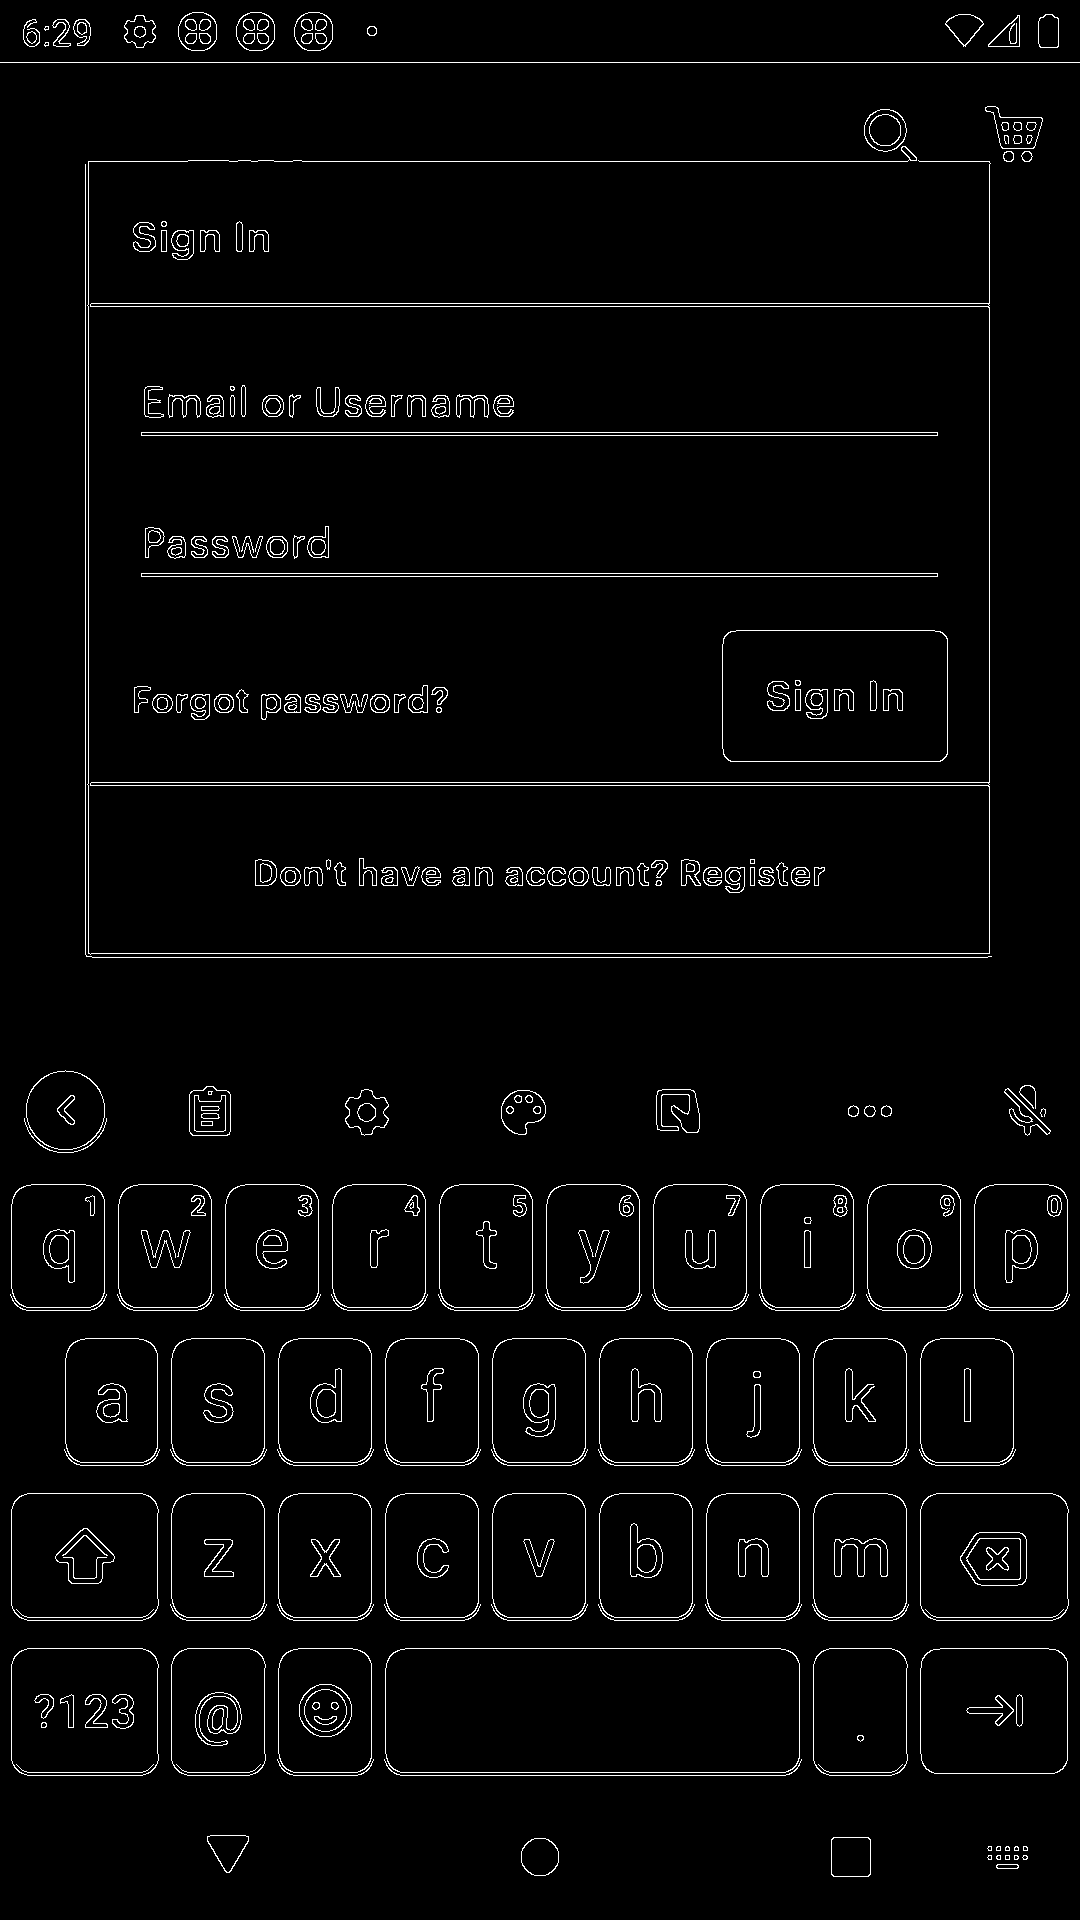 6:29
Sign In
Email or Username
Password
Forgot password?
Sign In
Don't have an account? Register
1 2 3 4 5 6 7 8 9 0
q w e r t y u i o p
a s d f g h j k l
z x c v b n m
?123 @ .